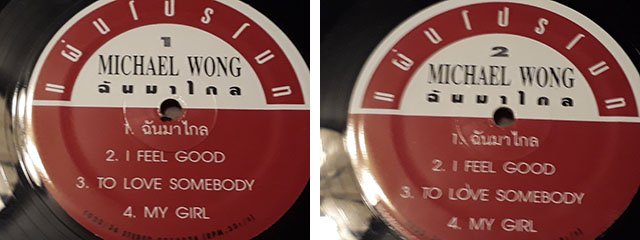 แผ่นโปรโมท
1
MICHAEL WONG
ฉันมาไกล
1. ฉันมาไกล
2. I FEEL GOOD
3. TO LOVE SOMEBODY
4. MY GIRL
แผ่นโปรโมท
2
MICHAEL WONG
ฉันมาไกล
1. ฉันมาไกล
2. I FEEL GOOD
3. TO LOVE SOMEBODY
4. MY GIRL